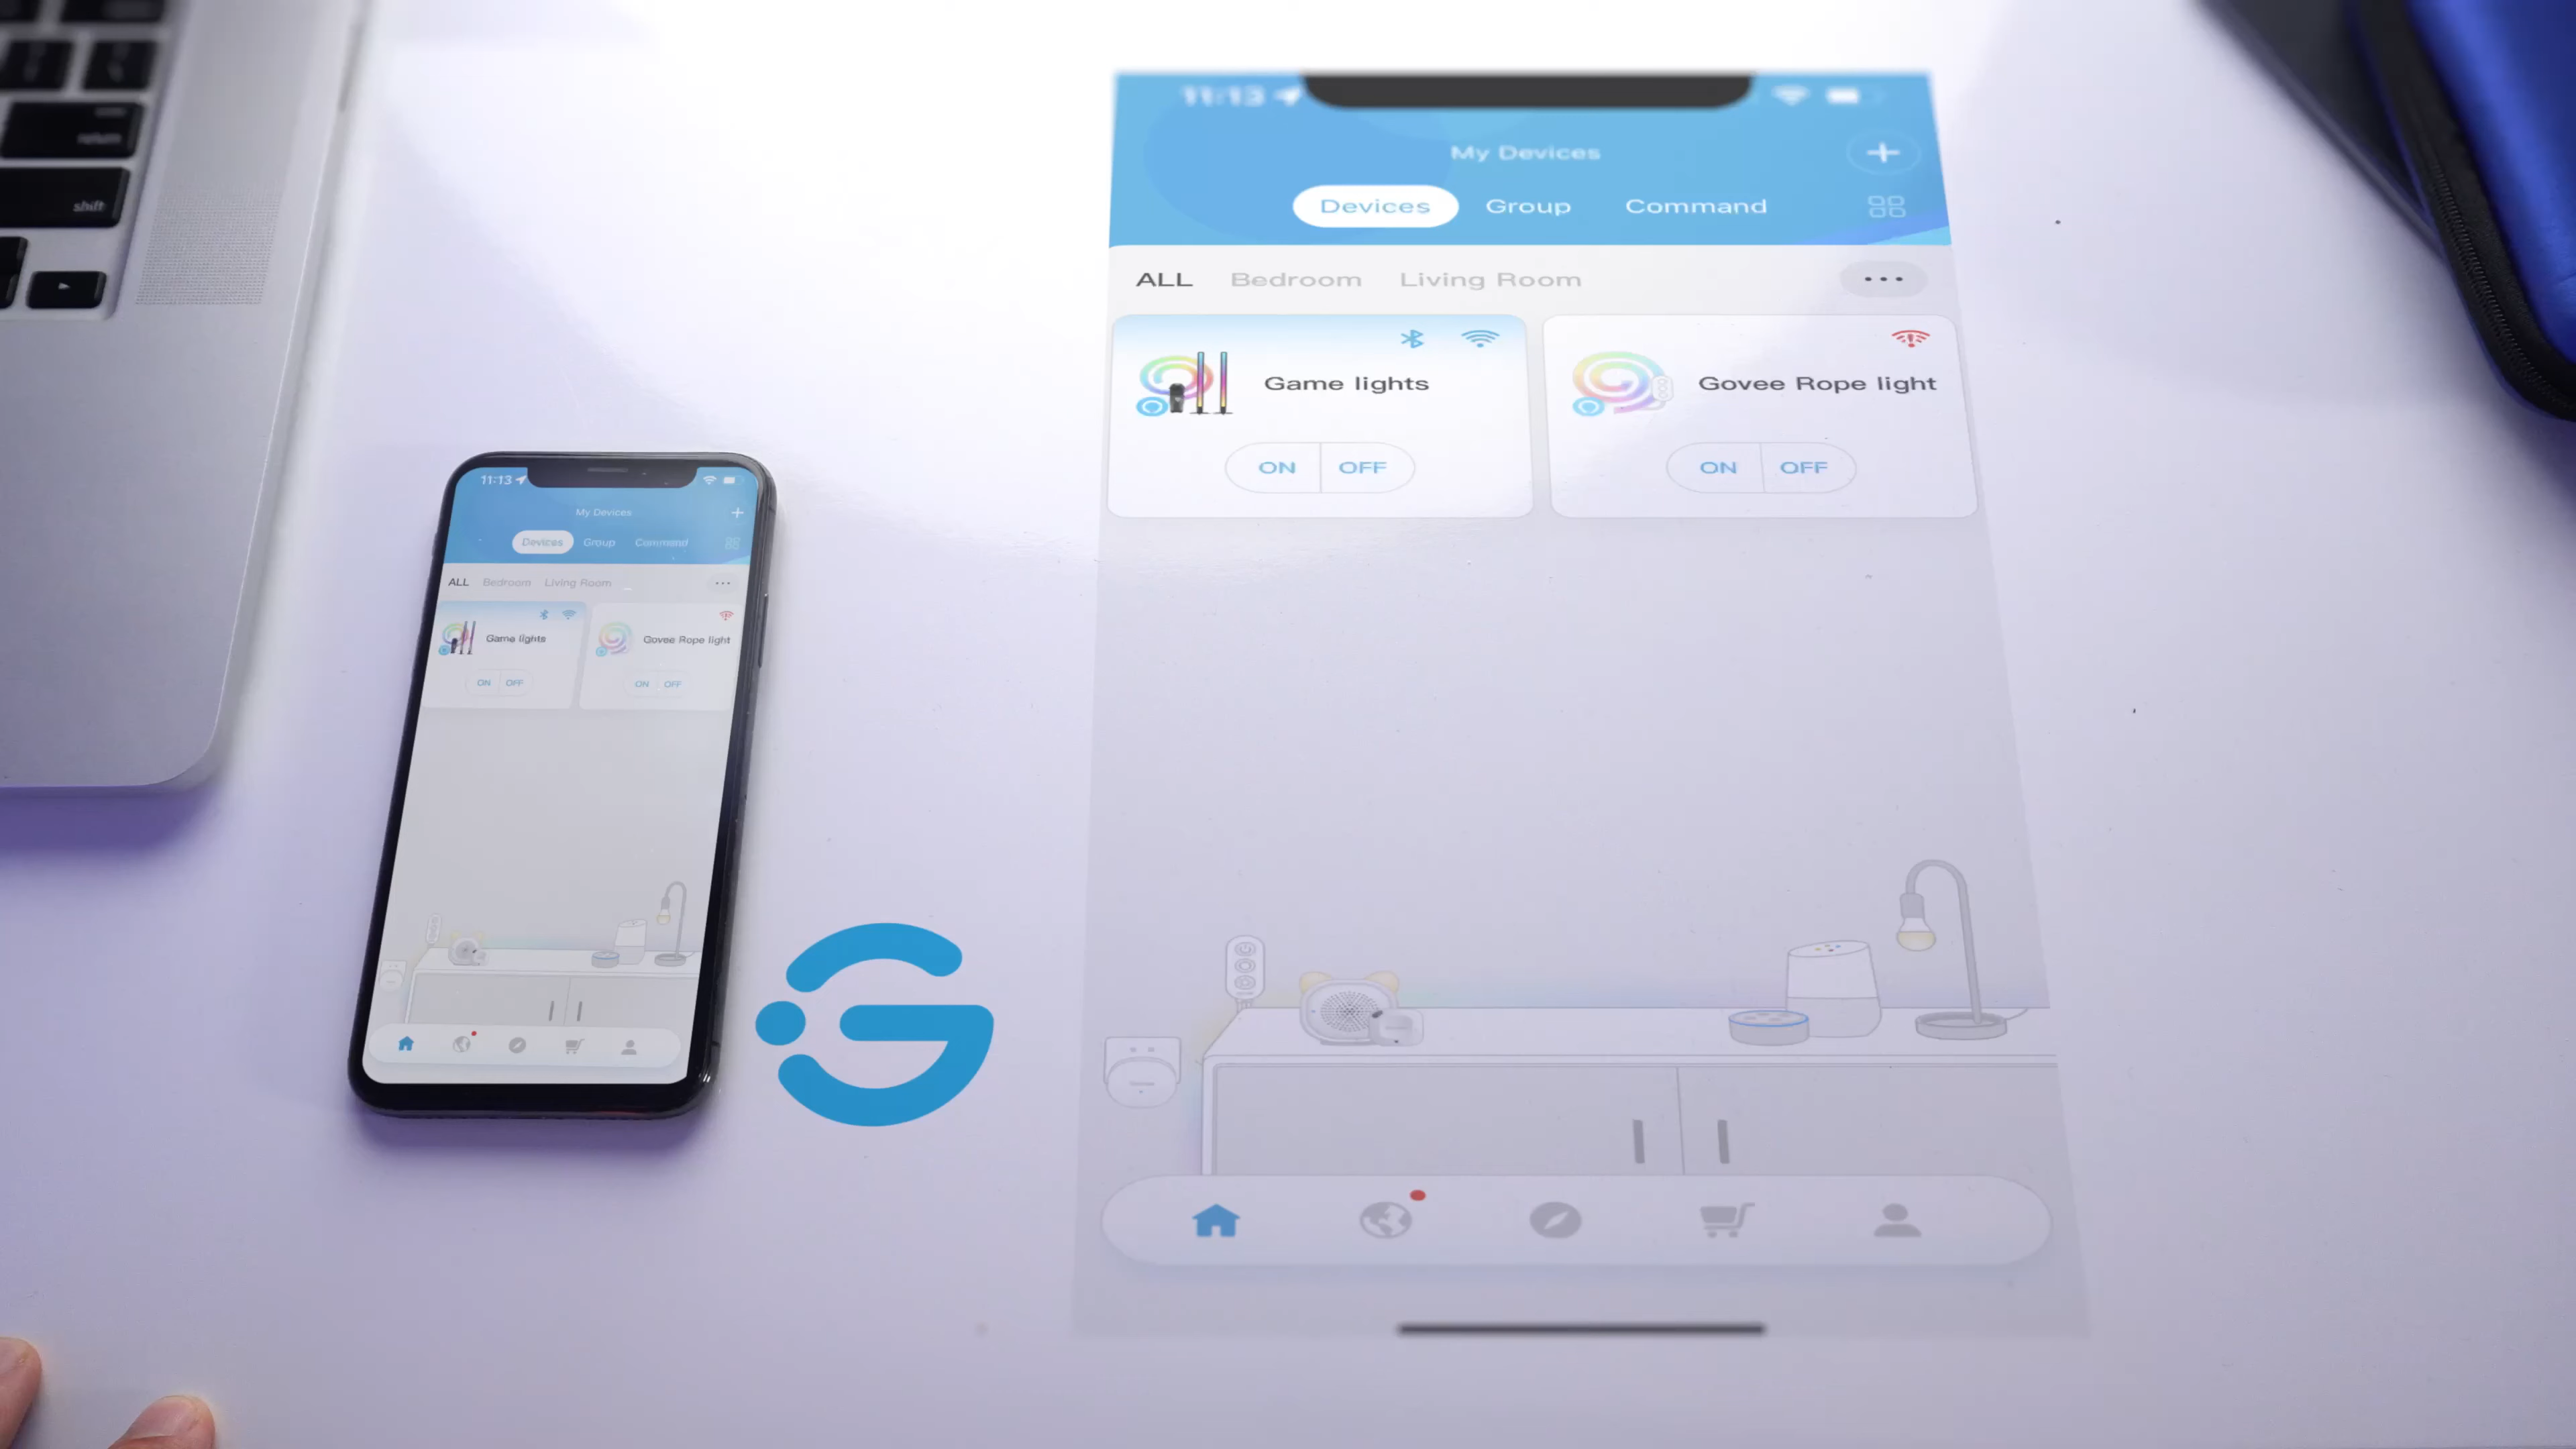 return
shift
11:13
My Devices
Devices Group Command
ALL Bedroom Living Room
Game lights
Govee Rope light
ON OFF
ON OFF
11:13
My Devices
Devices Group Command
ALL Bedroom Living Room
Game lights
Govee Rope light
ON OFF
ON OFF